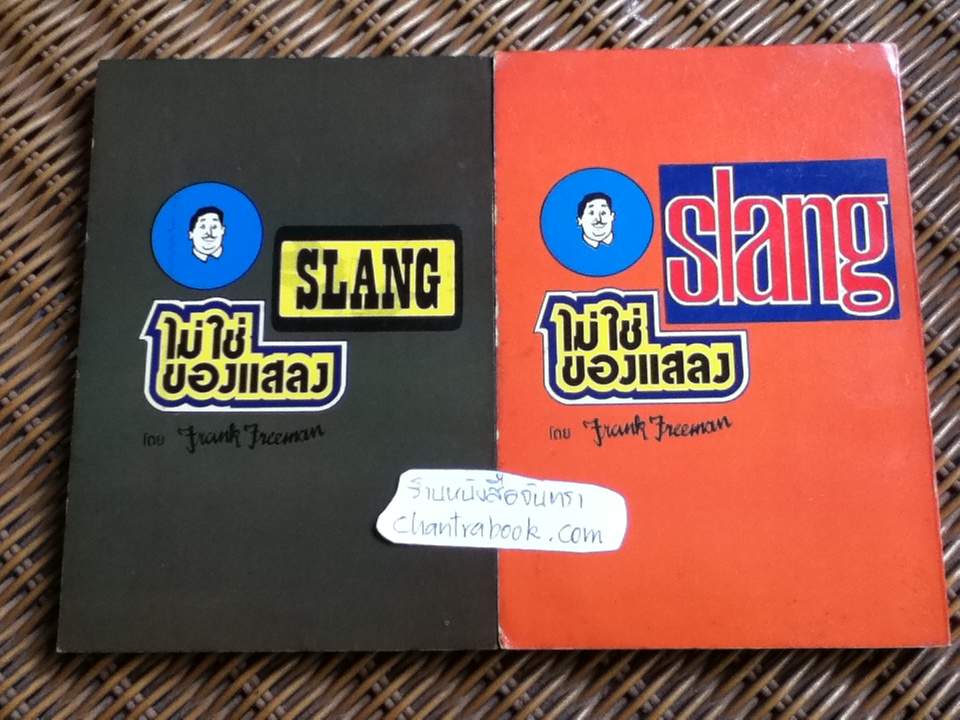 SLANG
ไม่ใช่
ของแสลง
โดย Frank Freeman
slang
ไม่ใช่
ของแสลง
โดย Frank Freeman
ร้านหนังสือจันทรา
chantrabook.com